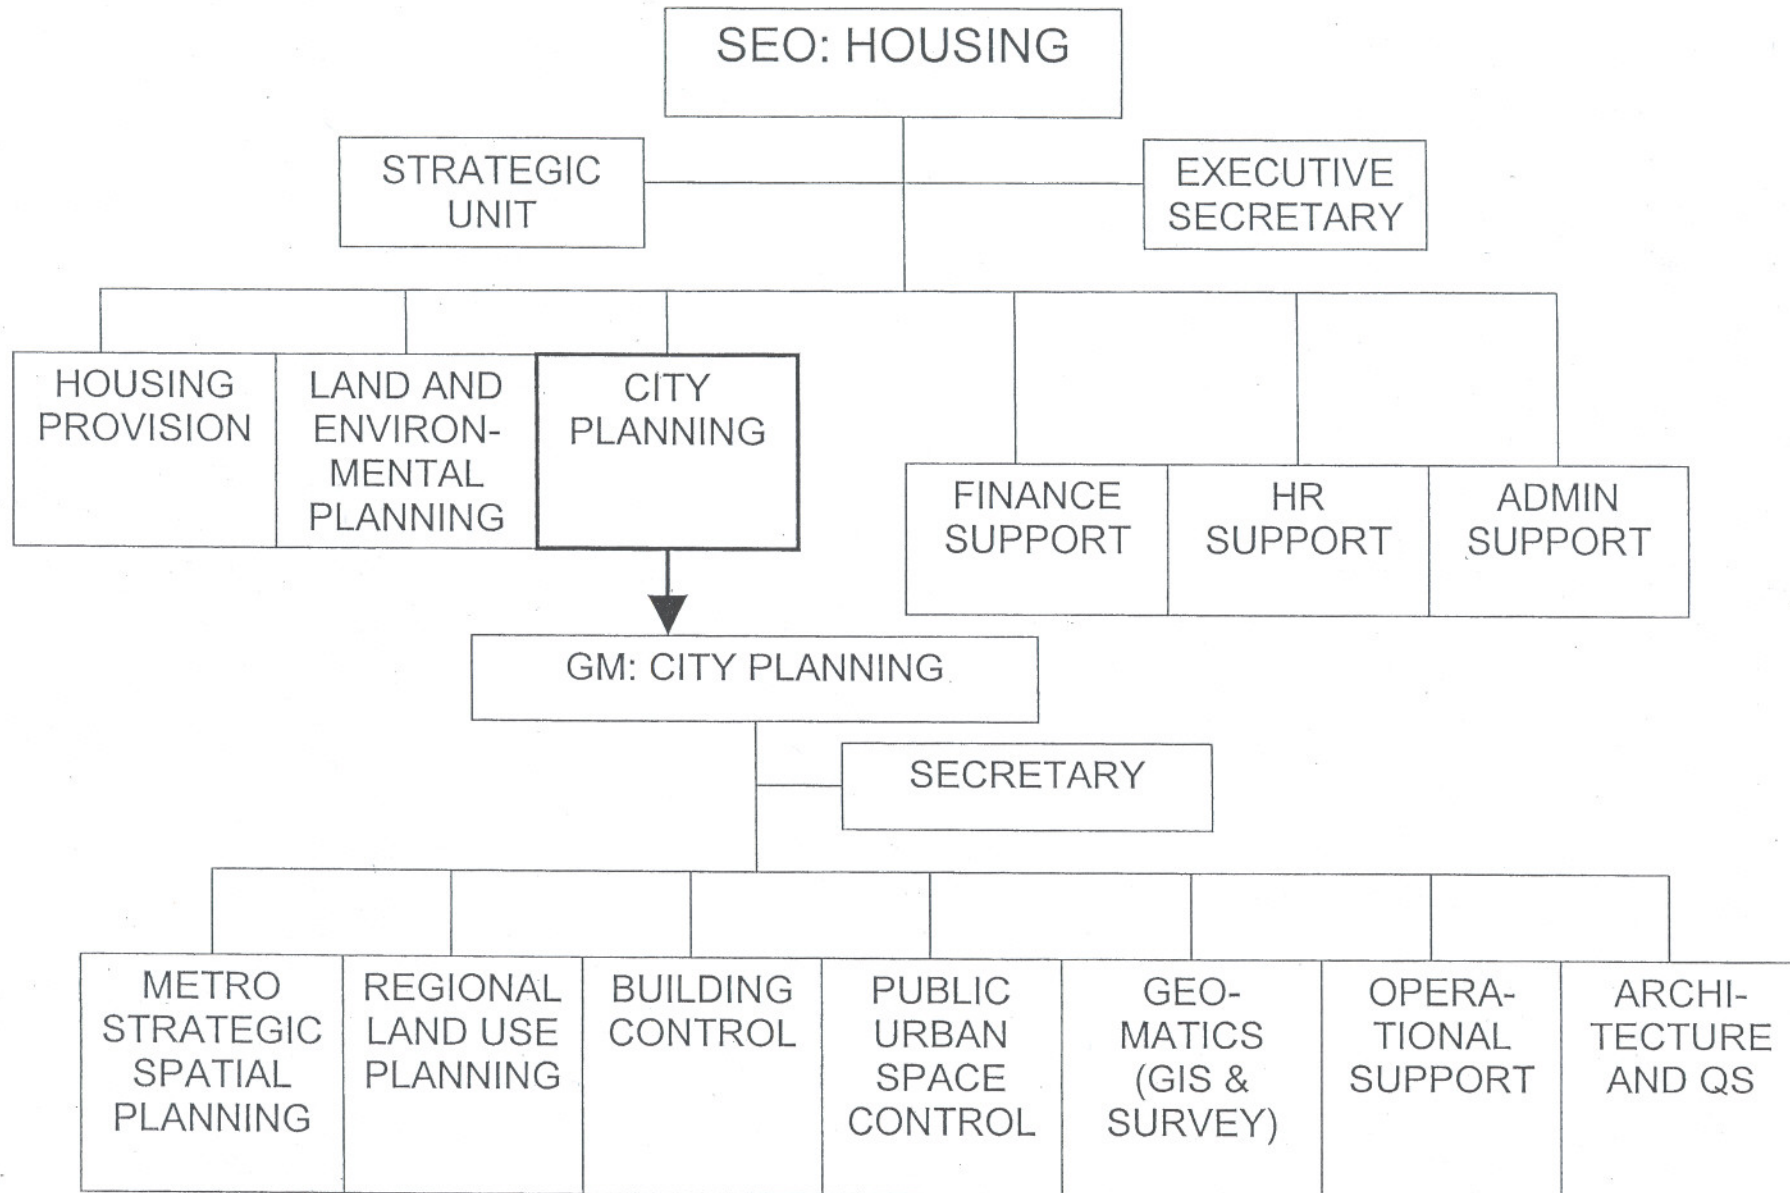 SEO: HOUSING
STRATEGIC
UNIT
EXECUTIVE
SECRETARY
HOUSING
PROVISION
LAND AND
ENVIRON-
MENTAL
PLANNING
CITY
PLANNING
FINANCE
SUPPORT
HR
SUPPORT
ADMIN
SUPPORT
GM: CITY PLANNING
SECRETARY
METRO
STRATEGIC
SPATIAL
PLANNING
REGIONAL
LAND USE
PLANNING
BUILDING
CONTROL
PUBLIC
URBAN
SPACE
CONTROL
GEO-
MATICS
(GIS &
SURVEY)
OPERA-
TIONAL
SUPPORT
ARCHI-
TECTURE
AND QS